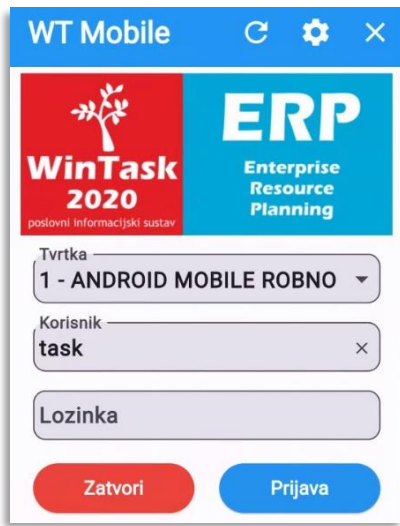 WT Mobile
WinTask
2020
poslovni informacijski sustav
ERP
Enterprise
Resource
Planning
Tvrtka
1 - ANDROID MOBILE ROBNO
Korisnik
task
Lozinka
Zatvori
Prijava